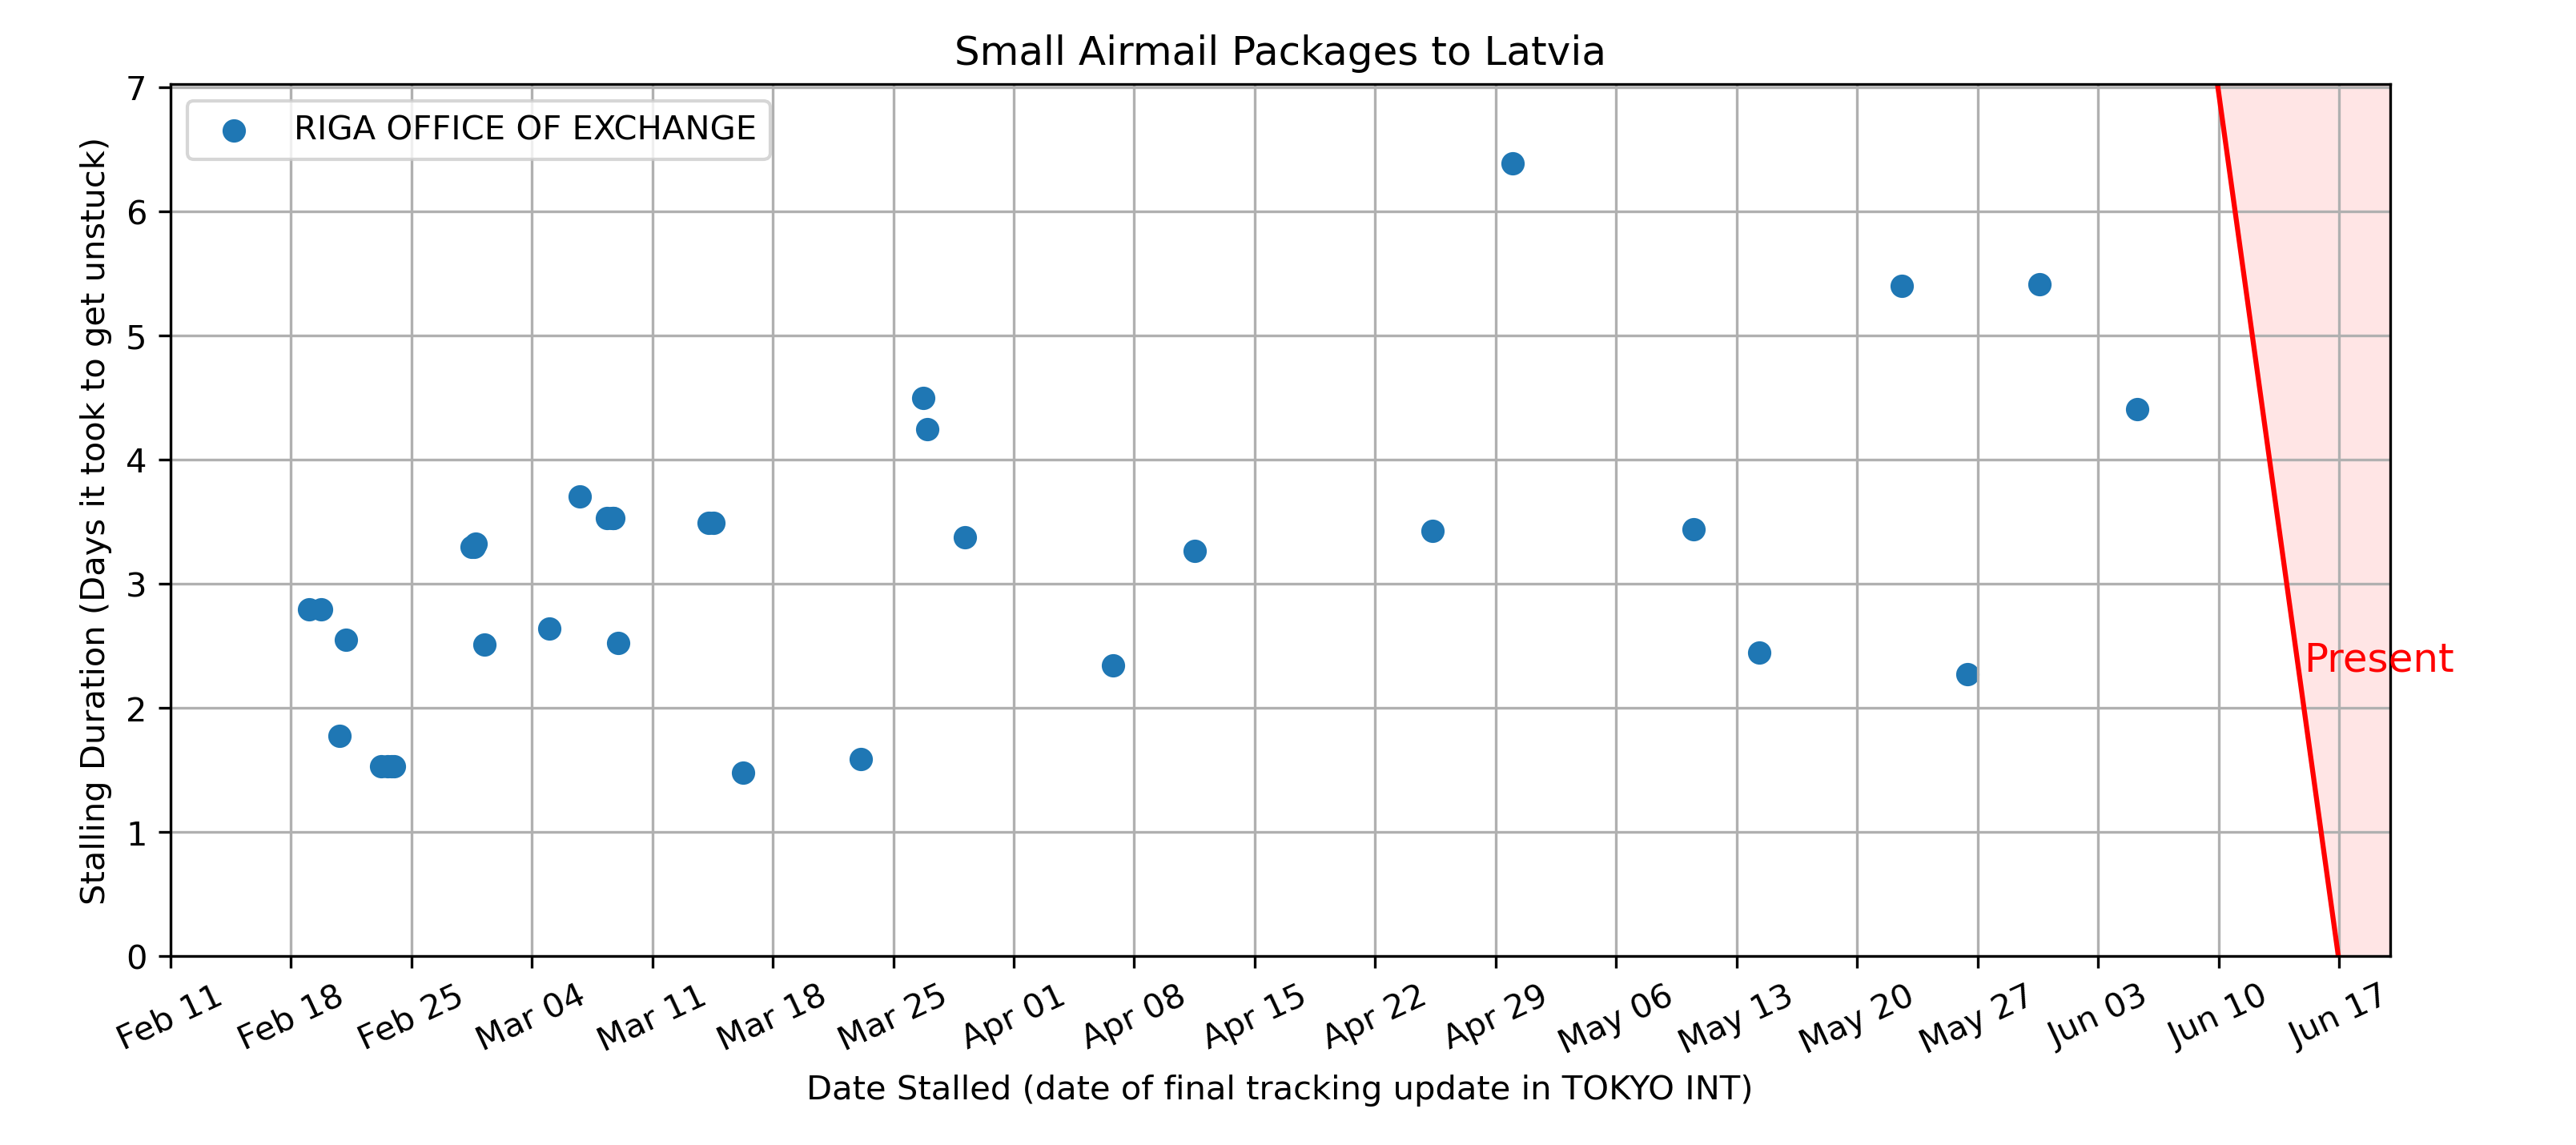 Small Airmail Packages to Latvia
RIGA OFFICE OF EXCHANGE
Stalling Duration (Days it took to get unstuck)
7
6
5
4
3
2
1
0
Present
Feb 11
Feb 18
Feb 25
Mar 04
Mar 11
Mar 18
Mar 25
Apr 01
Apr 08
Apr 15
Apr 22
Apr 29
May 06
May 13
May 20
May 27
Jun 03
Jun 10
Jun 17
Date Stalled (date of final tracking update in TOKYO INT)